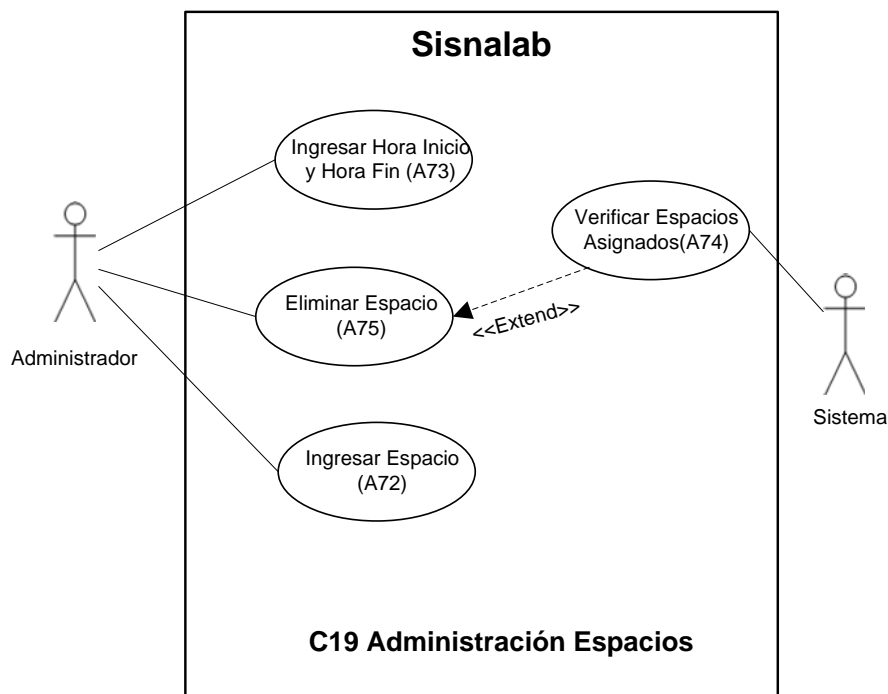 Sisnalab
Ingresar Hora Inicio
y Hora Fin (A73)
Verificar Espacios
Asignados(A74)
Eliminar Espacio
(A75)
<<Extend>>
Administrador
Sistema
Ingresar Espacio
(A72)
C19 Administración Espacios